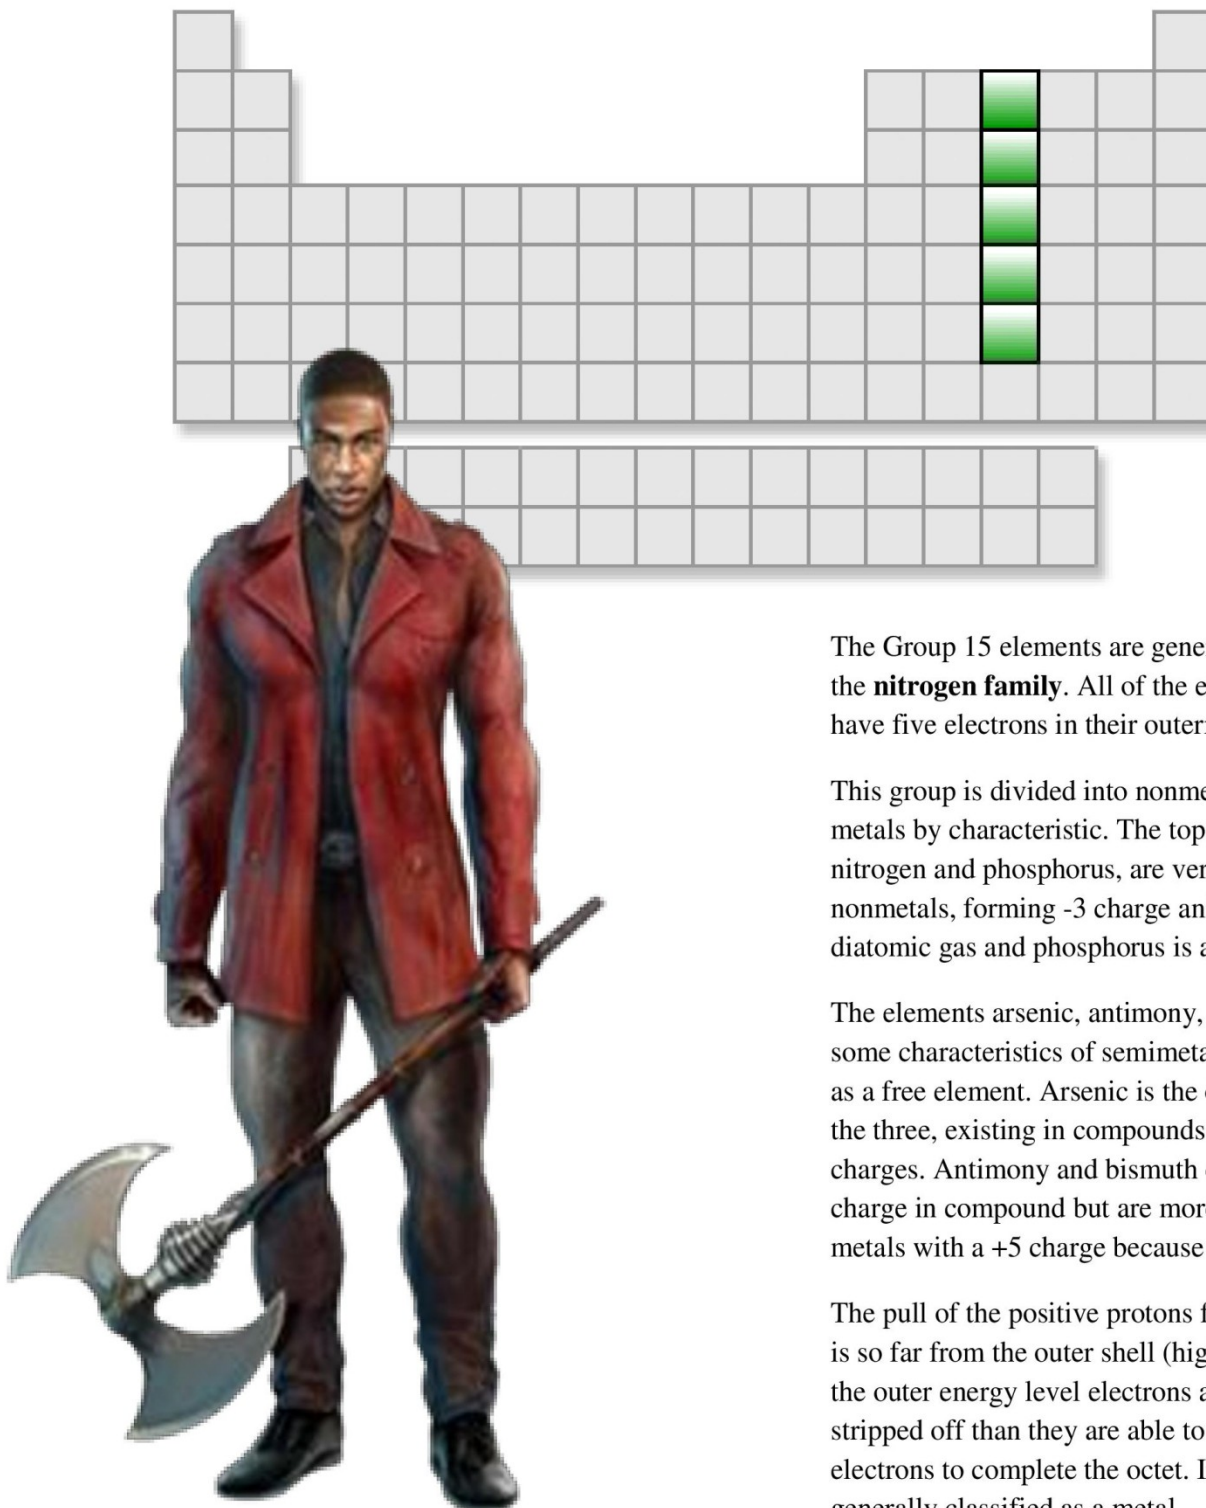 The Group 15 elements are gene
the nitrogen family. All of the e
have five electrons in their outer
This group is divided into nonme
metals by characteristic. The top
nitrogen and phosphorus, are ver
nonmetals, forming -3 charge an
diatomic gas and phosphorus is a
The elements arsenic, antimony,
some characteristics of semimeta
as a free element. Arsenic is the
the three, existing in compounds
charges. Antimony and bismuth
charge in compound but are more
metals with a +5 charge because
The pull of the positive protons f
is so far from the outer shell (hig
the outer energy level electrons a
stripped off than they are able to
electrons to complete the octet. I
generally classified as a metal